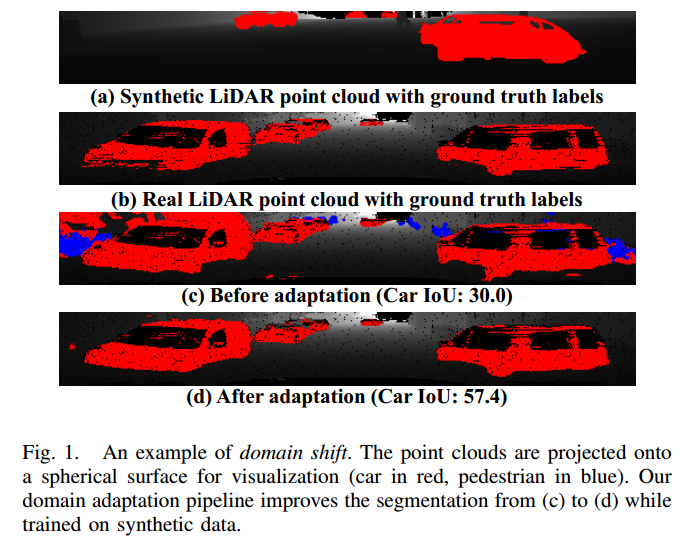 (a) Synthetic LiDAR point cloud with ground truth labels
(b) Real LiDAR point cloud with ground truth labels
(c) Before adaptation (Car IoU: 30.0)
(d) After adaptation (Car IoU: 57.4)
Fig. 1. An example of domain shift. The point clouds are projected onto
a spherical surface for visualization (car in red, pedestrian in blue). Our
domain adaptation pipeline improves the segmentation from (c) to (d) while
trained on synthetic data.